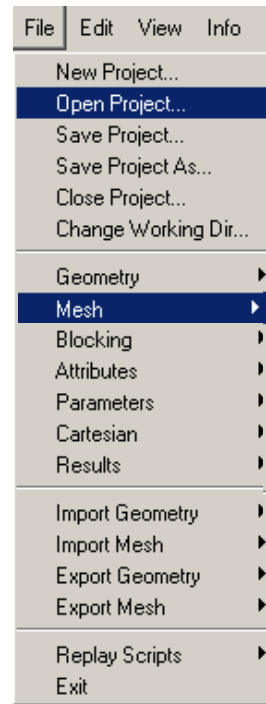 File Edit View Info
New Project...
Open Project...
Save Project...
Save Project As...
Close Project...
Change Working Dir...
Geometry
Mesh
Blocking
Attributes
Parameters
Cartesian
Results
Import Geometry
Import Mesh
Export Geometry
Export Mesh
Replay Scripts
Exit